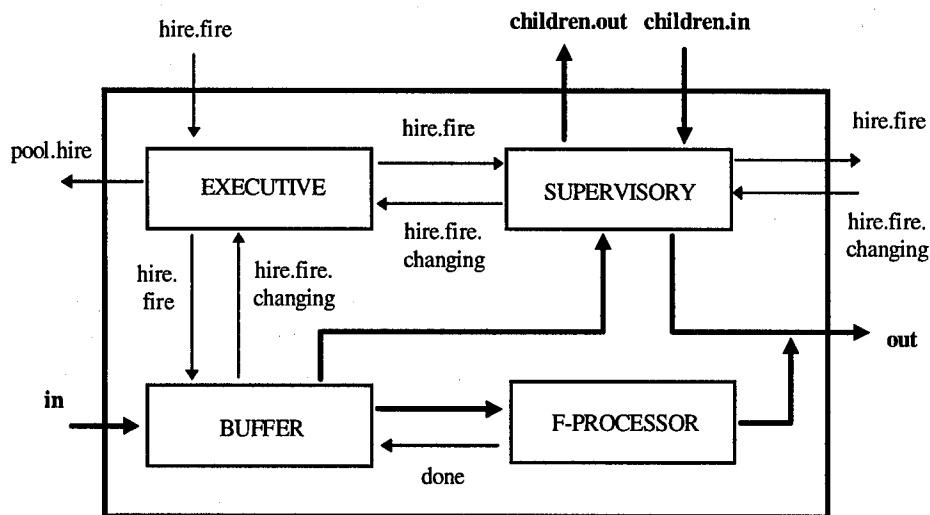 children.out children.in
hire.fire
hire.fire
hire.fire
pool.hire
EXECUTIVE
SUPERVISORY
hire.fire.
changing
hire.fire.
changing
hire.
fire
hire.fire.
changing
out
in
BUFFER
F-PROCESSOR
done